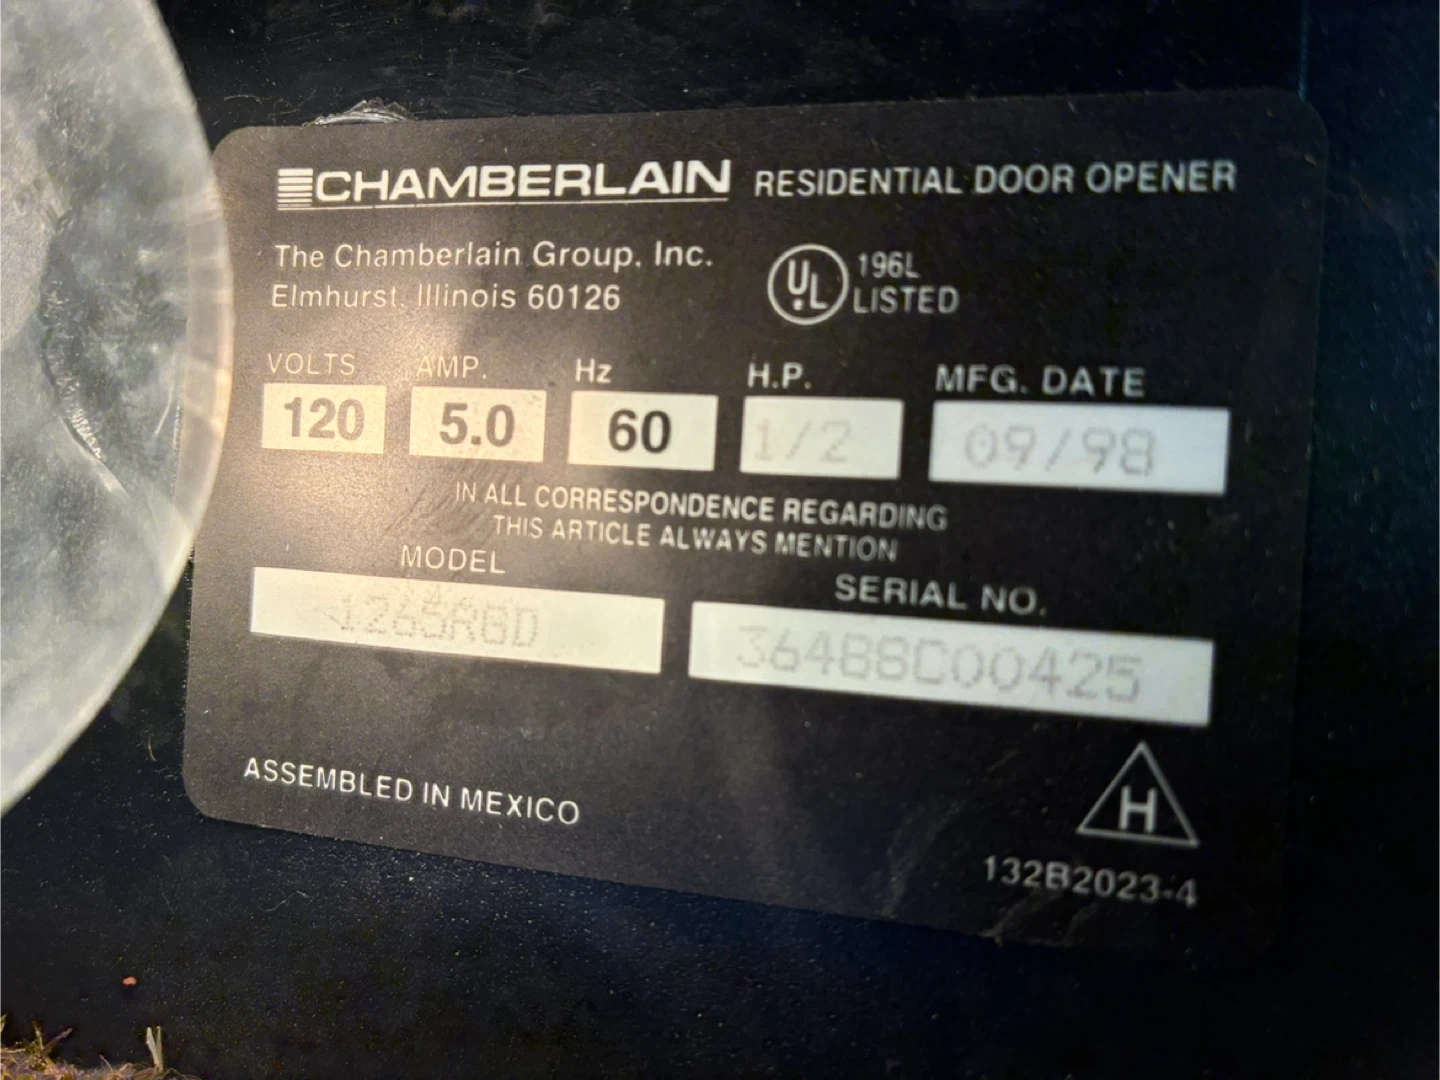 CHAMBERLAIN RESIDENTIAL DOOR OPENER
The Chamberlain Group, Inc.
Elmhurst, Illinois 60126
UL 196L
LISTED
VOLTS AMP. Hz H.P. MFG. DATE
120 5.0 60 1/2 09/98
IN ALL CORRESPONDENCE REGARDING
THIS ARTICLE ALWAYS MENTION
MODEL SERIAL NO.
36488C00425
ASSEMBLED IN MEXICO
H
132B2023-4